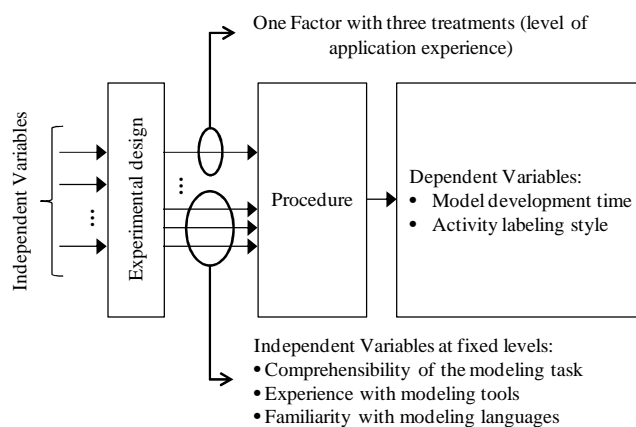 One Factor with three treatments (level of
application experience)
Independent Variables
...
Experimental design
...
Procedure
Dependent Variables:
• Model development time
• Activity labeling style
Independent Variables at fixed levels:
• Comprehensibility of the modeling task
• Experience with modeling tools
• Familiarity with modeling languages